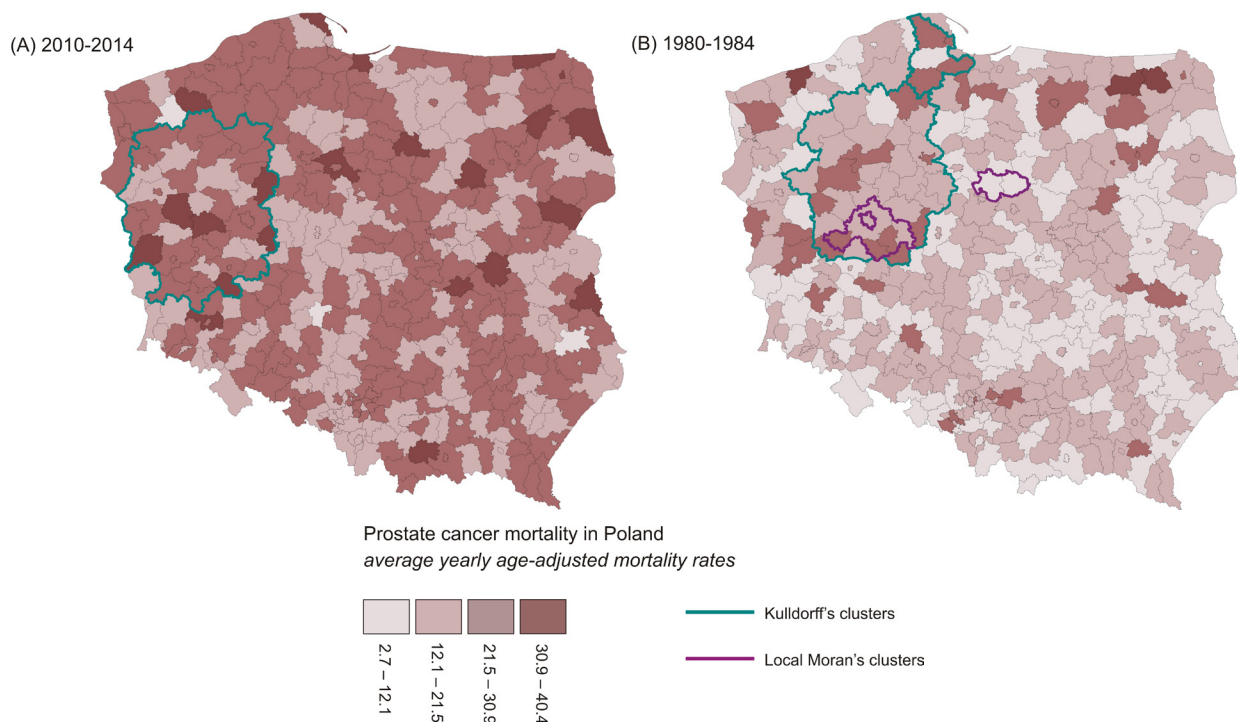 (A) 2010-2014
(B) 1980-1984
Prostate cancer mortality in Poland
average yearly age-adjusted mortality rates
2.7 – 12.1
12.1 – 21.5
21.5 – 30.9
30.9 – 40.4
Kulldorff's clusters
Local Moran's clusters